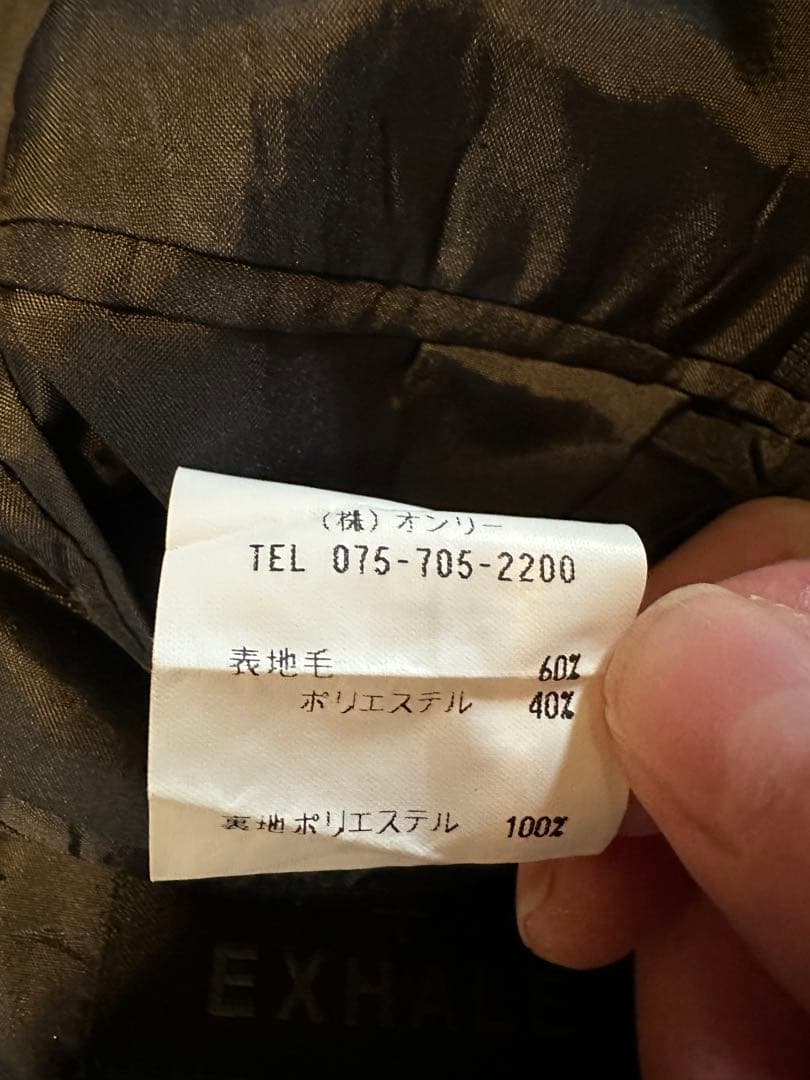 （株）オンリー
TEL 075-705-2200
表地毛 60%
ポリエステル 40%
裏地ポリエステル 100%
EXHALE